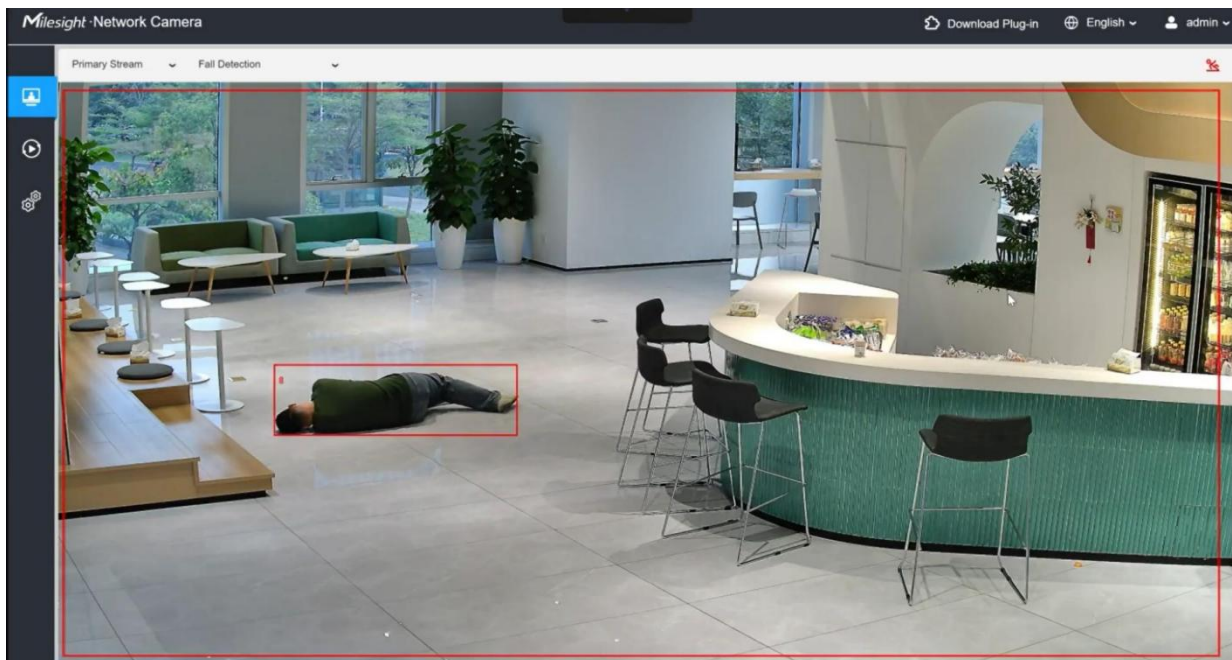 Milesight · Network Camera
Download Plug-in
English
admin
Primary Stream
Fall Detection